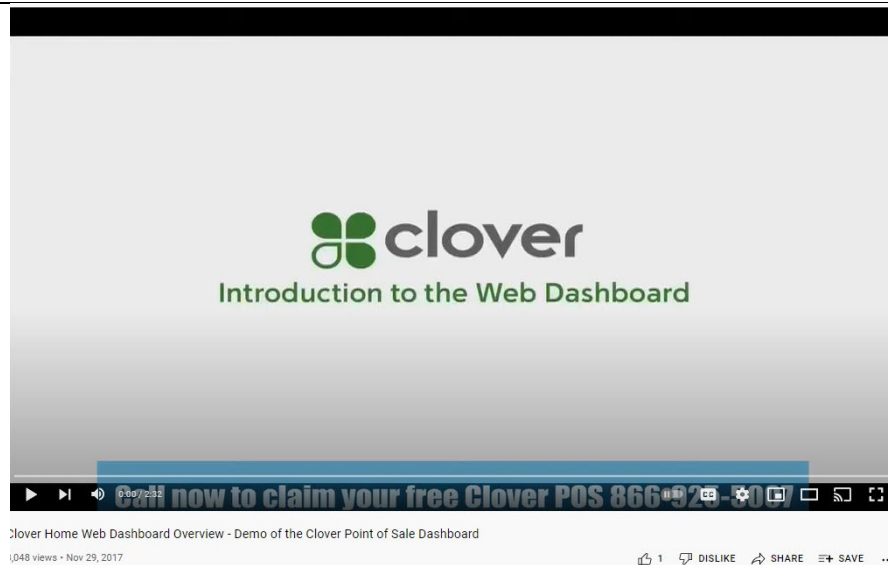 clover
Introduction to the Web Dashboard
Call now to claim your free Clover POS 866-925-5007
0:00 / 2:32
CC
Clover Home Web Dashboard Overview - Demo of the Clover Point of Sale Dashboard
,048 views • Nov 29, 2017
1 DISLIKE SHARE SAVE